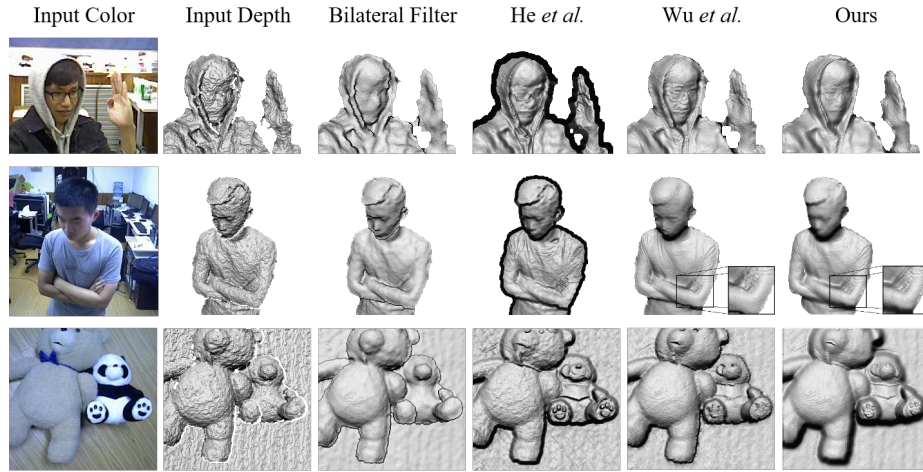 Input Color Input Depth Bilateral Filter He et al. Wu et al. Ours